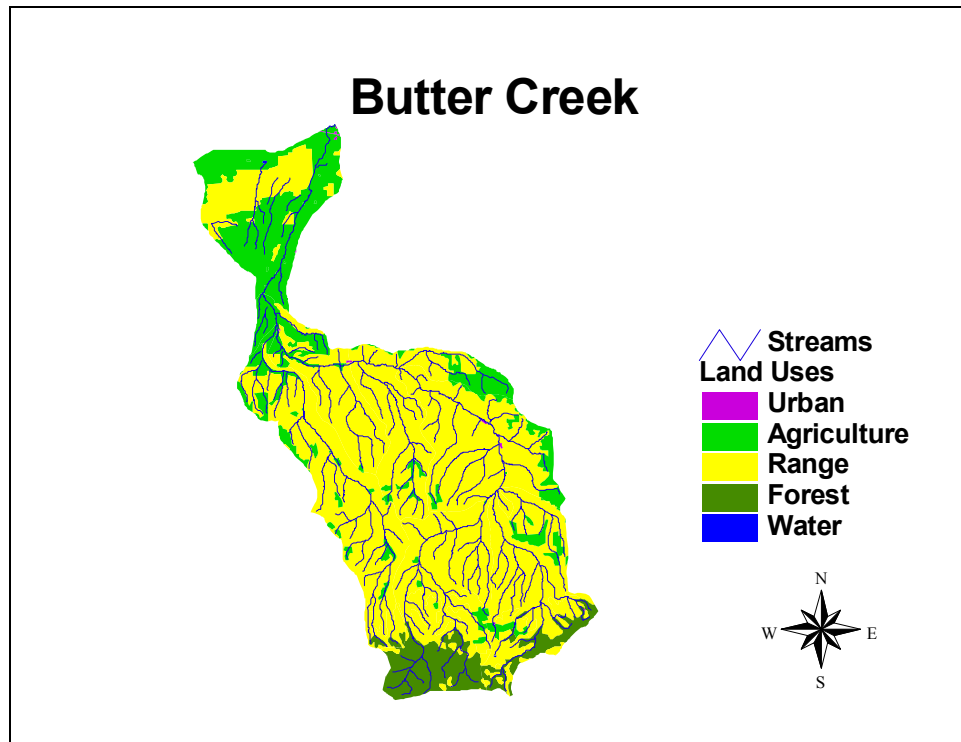 Butter Creek
Streams
Land Uses
Urban
Agriculture
Range
Forest
Water
N
W E
S